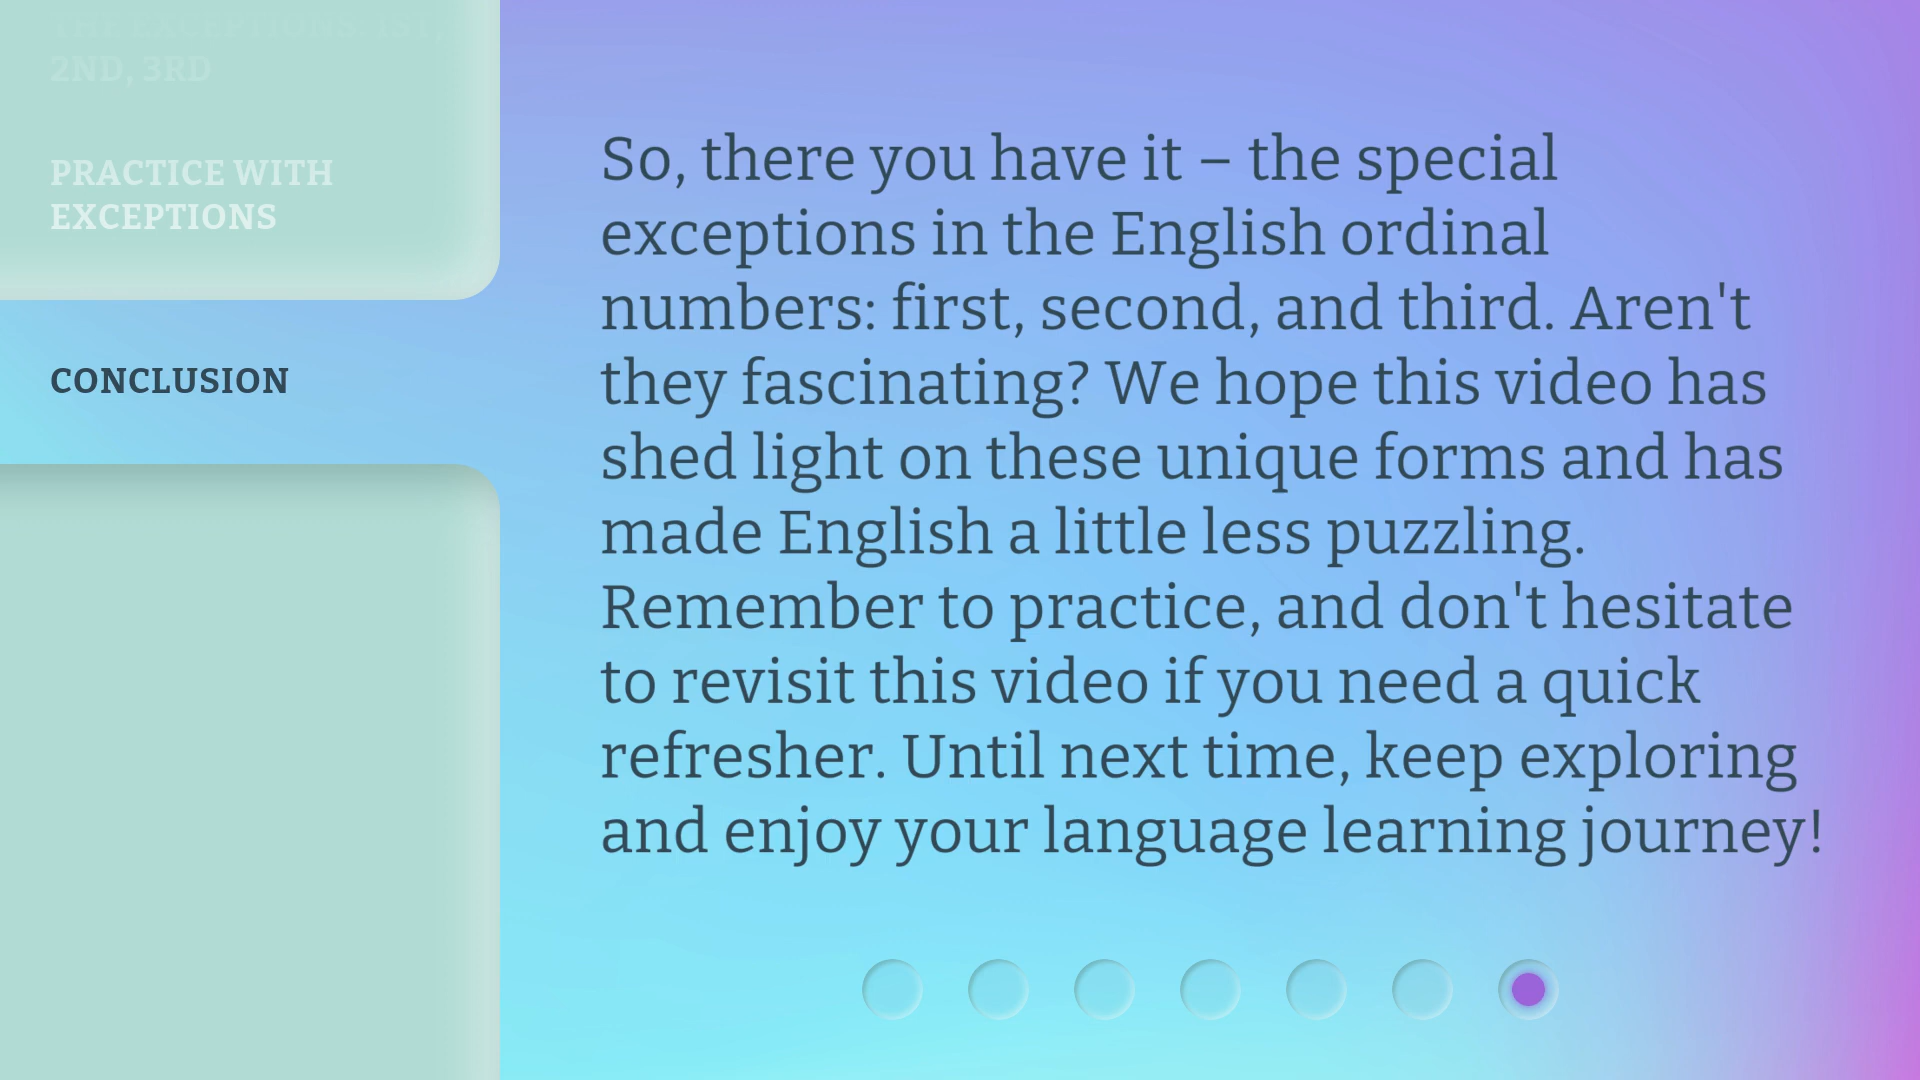 THE EXCEPTIONS: 1ST,
2ND, 3RD
PRACTICE WITH
EXCEPTIONS
CONCLUSION
So, there you have it – the special
exceptions in the English ordinal
numbers: first, second, and third. Aren't
they fascinating? We hope this video has
shed light on these unique forms and has
made English a little less puzzling.
Remember to practice, and don't hesitate
to revisit this video if you need a quick
refresher. Until next time, keep exploring
and enjoy your language learning journey!